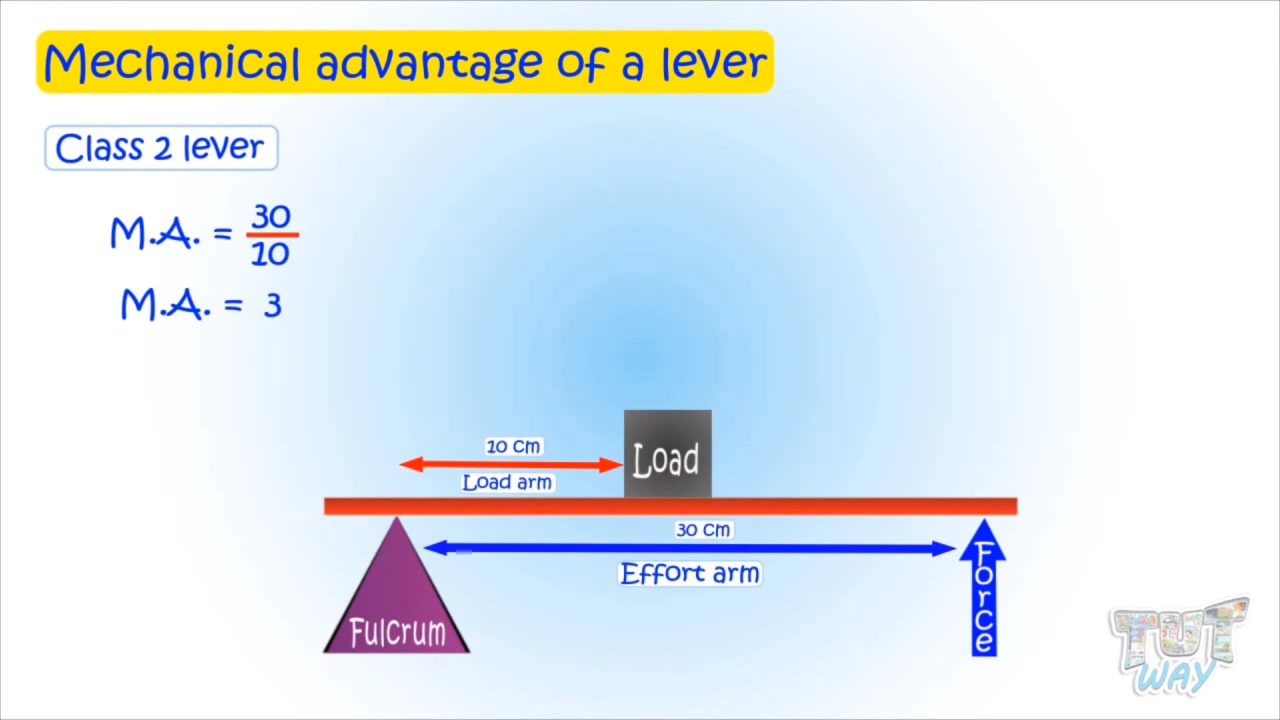 Mechanical advantage of a lever
Class 2 lever
M.A. = 30/10
M.A. = 3
10 cm
Load
Load arm
30 cm
Effort arm
Force
Fulcrum
TUT
WAY